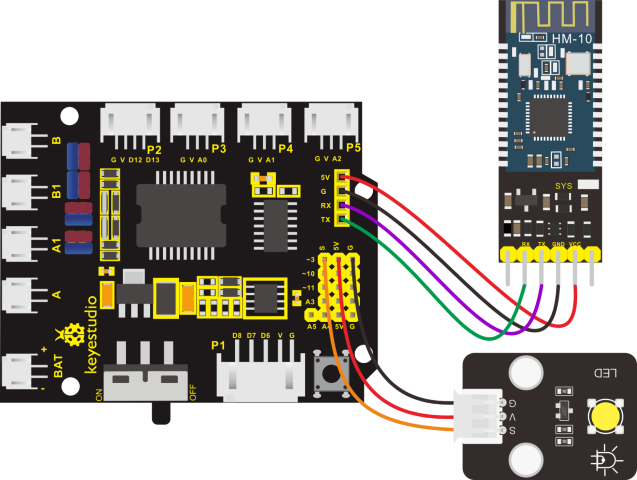 HM-10
SYS
RX TX GND VCC
B
B1
A1
A
+
BAT
-
P2
P3
P4
P5
G V D12 D13
G V A0
G V A1
G V A2
5V
G
RX
TX
S 5V G
~3
~10
~11
A3
A5 A4 5V G
keyestudio
P1
D8 D7 D6 V G
ON
OFF
G
V
S
LED